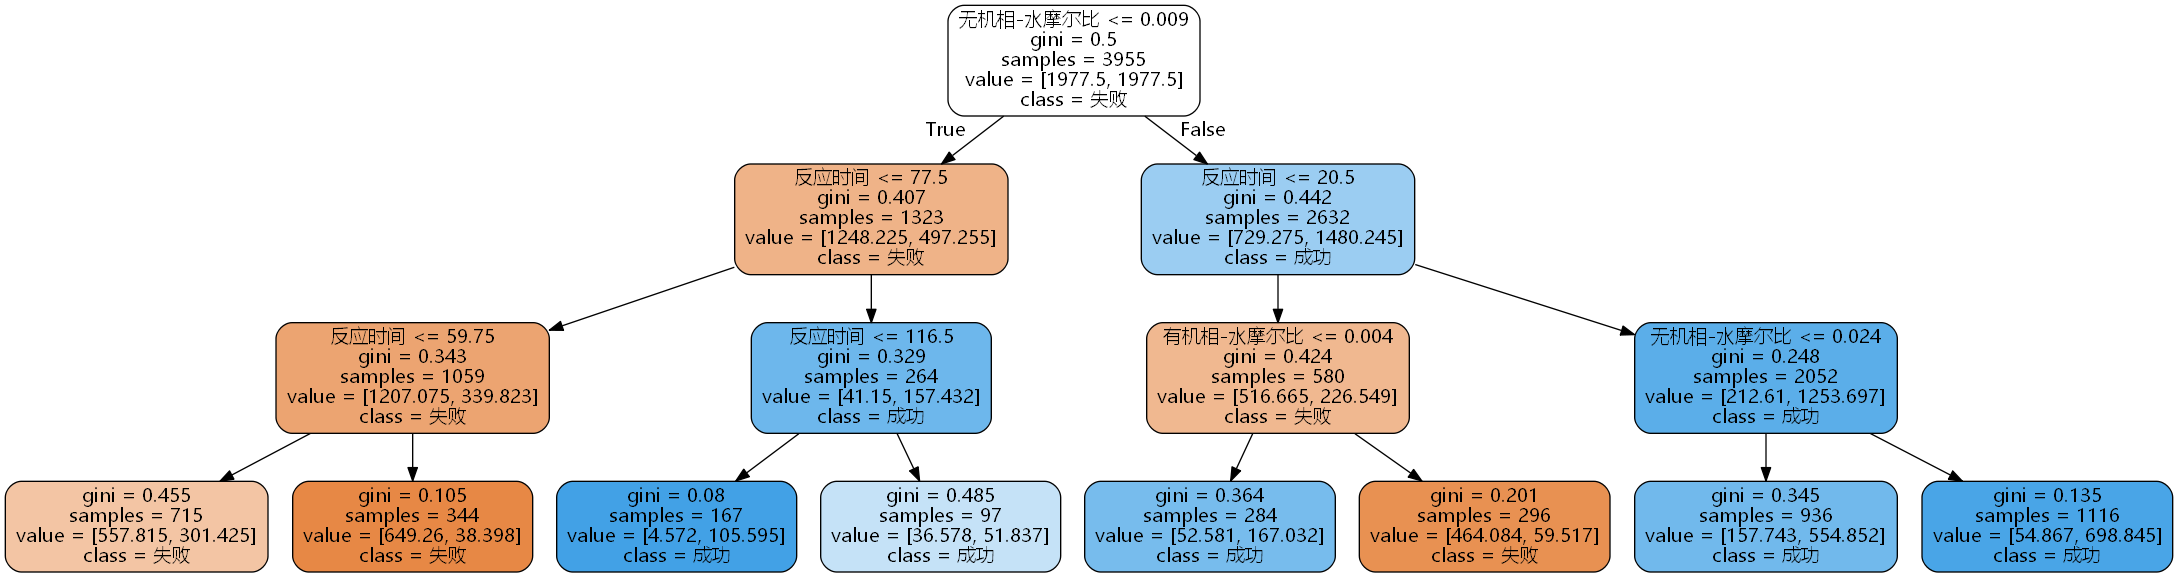 无机相-水摩尔比 <= 0.009
gini = 0.5
samples = 3955
value = [1977.5, 1977.5]
class = 失败
True
False
反应时间 <= 77.5
gini = 0.407
samples = 1323
value = [1248.225, 497.255]
class = 失败
反应时间 <= 20.5
gini = 0.442
samples = 2632
value = [729.275, 1480.245]
class = 成功
反应时间 <= 59.75
gini = 0.343
samples = 1059
value = [1207.075, 339.823]
class = 失败
反应时间 <= 116.5
gini = 0.329
samples = 264
value = [41.15, 157.432]
class = 成功
有机相-水摩尔比 <= 0.004
gini = 0.424
samples = 580
value = [516.665, 226.549]
class = 失败
无机相-水摩尔比 <= 0.024
gini = 0.248
samples = 2052
value = [212.61, 1253.697]
class = 成功
gini = 0.455
samples = 715
value = [557.815, 301.425]
class = 失败
gini = 0.105
samples = 344
value = [649.26, 38.398]
class = 失败
gini = 0.08
samples = 167
value = [4.572, 105.595]
class = 成功
gini = 0.485
samples = 97
value = [36.578, 51.837]
class = 成功
gini = 0.364
samples = 284
value = [52.581, 167.032]
class = 成功
gini = 0.201
samples = 296
value = [464.084, 59.517]
class = 失败
gini = 0.345
samples = 936
value = [157.743, 554.852]
class = 成功
gini = 0.135
samples = 1116
value = [54.867, 698.845]
class = 成功